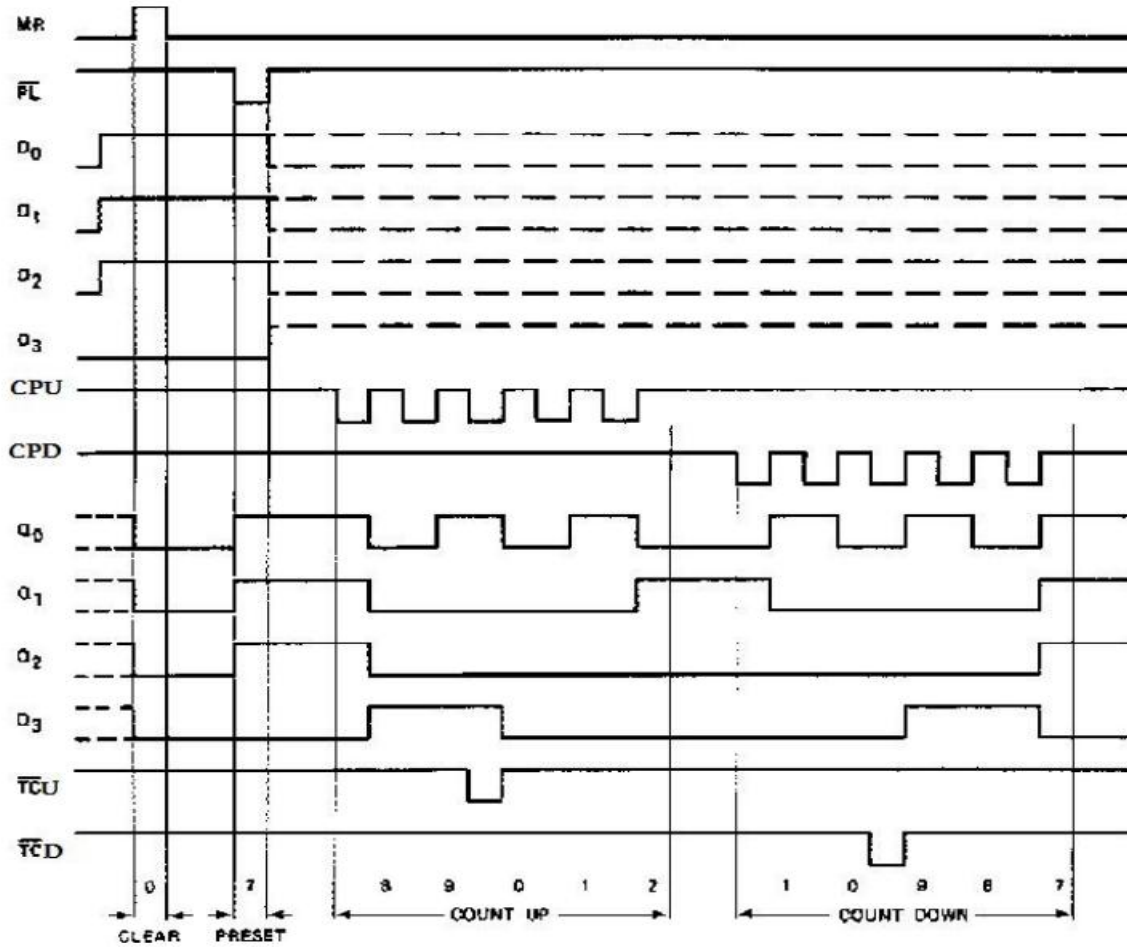 MR
PL
D0
D1
D2
D3
CPU
CPD
Q0
Q1
Q2
Q3
TCU
TCD
0 7 8 9 0 1 2 1 0 9 8 7
COUNT UP COUNT DOWN
CLEAR PRESET